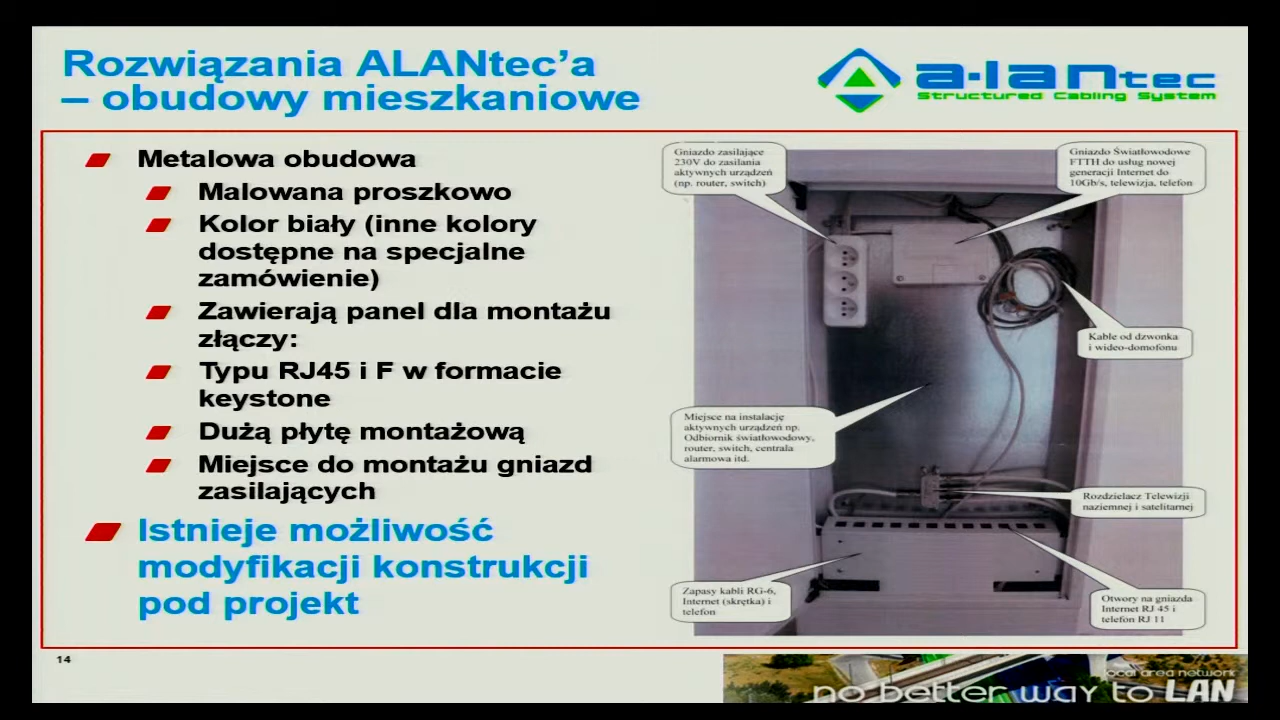 Rozwiązania ALANtec’a
– obudowy mieszkaniowe
a·lantec
Structured Cabling System
Metalowa obudowa
Malowana proszkowo
Kolor biały (inne kolory
dostępne na specjalne
zamówienie)
Zawierają panel dla montażu
złączy:
Typu RJ45 i F w formacie
keystone
Dużą płytę montażową
Miejsce do montażu gniazd
zasilających
Istnieje możliwość
modyfikacji konstrukcji
pod projekt
Gniazdo zasilające
230V do zasilania
aktywnych urządzeń
(np. router, switch)
Gniazdo Światłowodowe
FTTH do usług nowej
generacji Internet do
10Gb/s, telewizja, telefon
Kable od dzwonka
i wideo-domofonu
Miejsce na instalację
aktywnych urządzeń np.
Odbiornik światłowodowy,
router, switch, centrala
alarmowa itd.
Rozdzielacz Telewizji
naziemnej i satelitarnej
Zapasy kabli RG-6,
Internet (skrętka) i
telefon
Otwory na gniazda
Internet RJ 45 i
telefon RJ 11
14
local area network
no better way to LAN